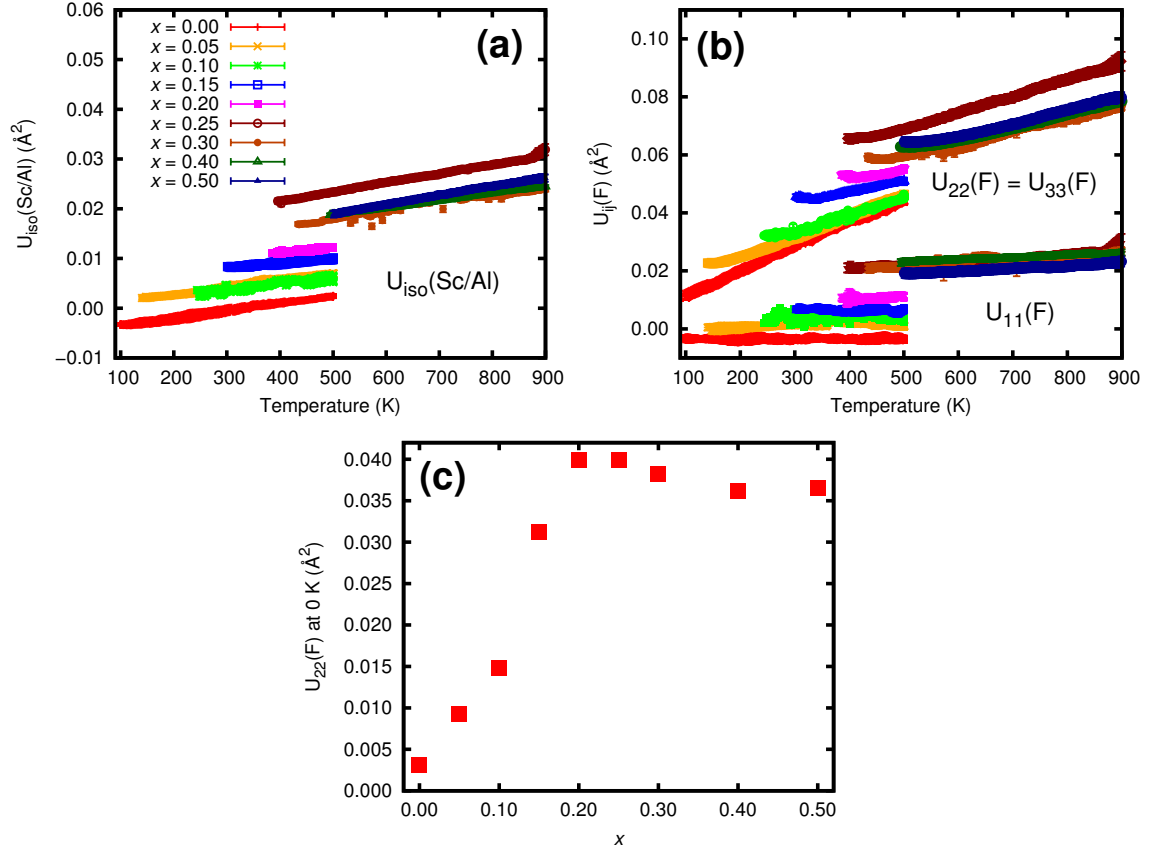 (a)
x = 0.00
x = 0.05
x = 0.10
x = 0.15
x = 0.20
x = 0.25
x = 0.30
x = 0.40
x = 0.50
U_iso(Sc/Al) (Å²)
0.06
0.05
0.04
0.03
0.02
0.01
0.00
−0.01
U_iso(Sc/Al)
100 200 300 400 500 600 700 800 900
Temperature (K)
(b)
U_ij(F) (Å²)
0.10
0.08
0.06
0.04
0.02
0.00
U₂₂(F) = U₃₃(F)
U₁₁(F)
100 200 300 400 500 600 700 800 900
Temperature (K)
(c)
U₂₂(F) at 0 K (Å²)
0.040
0.035
0.030
0.025
0.020
0.015
0.010
0.005
0.000
0.00 0.10 0.20 0.30 0.40 0.50
x